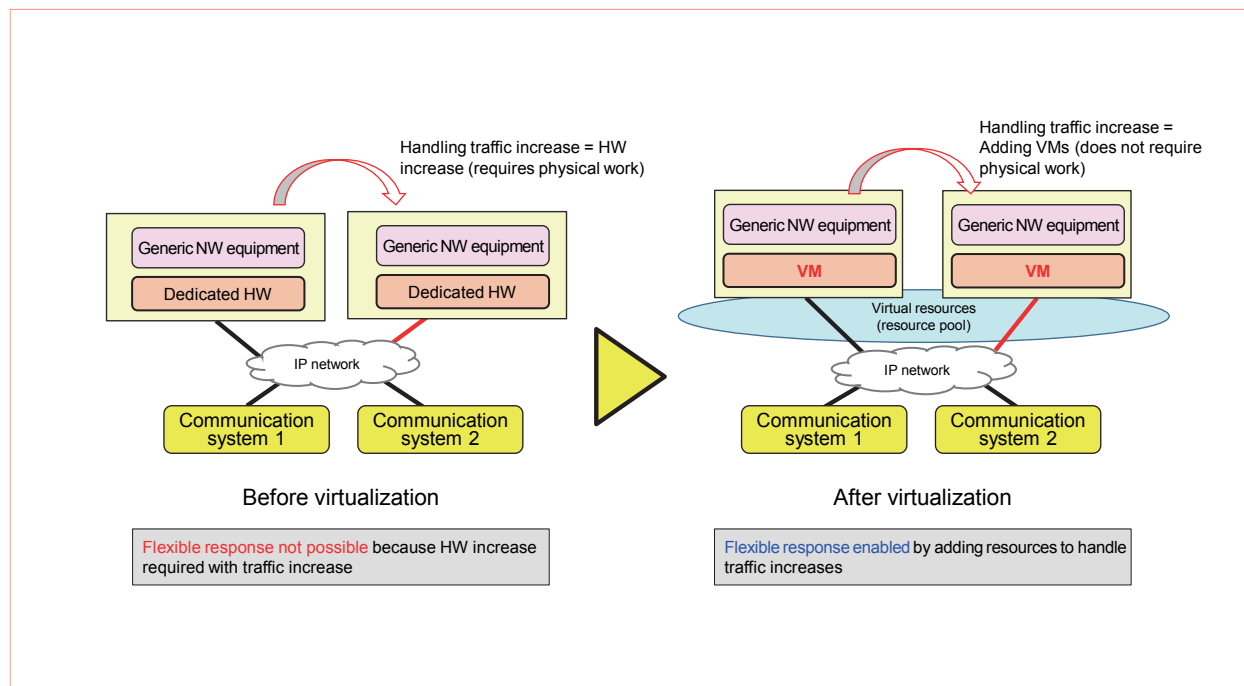 Handling traffic increase = HW
increase (requires physical work)
Generic NW equipment
Dedicated HW
Generic NW equipment
Dedicated HW
IP network
Communication
system 1
Communication
system 2
Before virtualization
Flexible response not possible because HW increase
required with traffic increase
Handling traffic increase =
Adding VMs (does not require
physical work)
Generic NW equipment
VM
Generic NW equipment
VM
Virtual resources
(resource pool)
IP network
Communication
system 1
Communication
system 2
After virtualization
Flexible response enabled by adding resources to handle
traffic increases